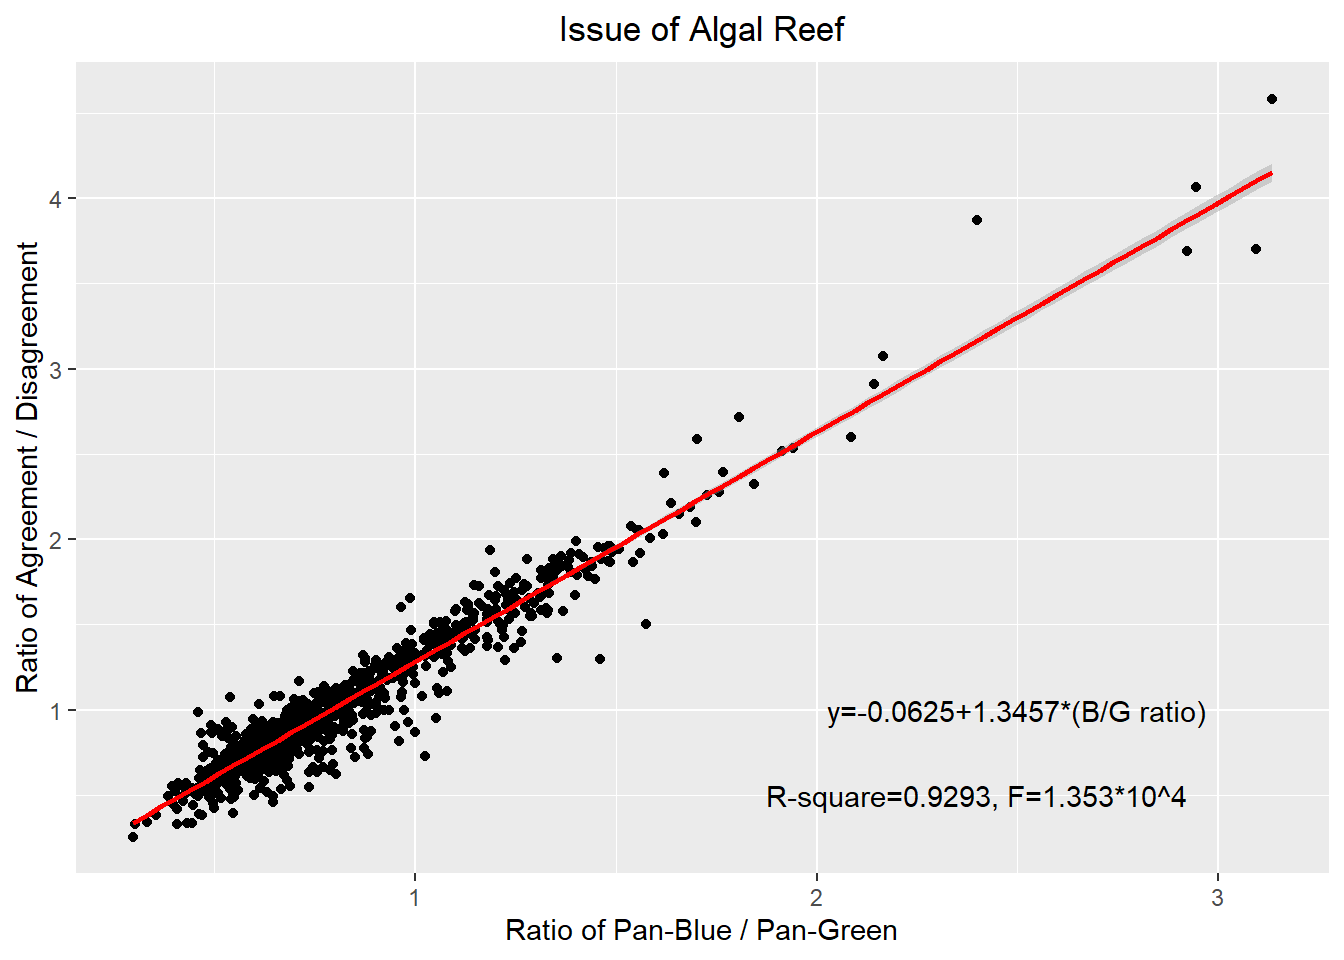 Issue of Algal Reef
Ratio of Agreement / Disagreement
4
3
2
1
y=-0.0625+1.3457*(B/G ratio)
R-square=0.9293, F=1.353*10^4
1
2
3
Ratio of Pan-Blue / Pan-Green